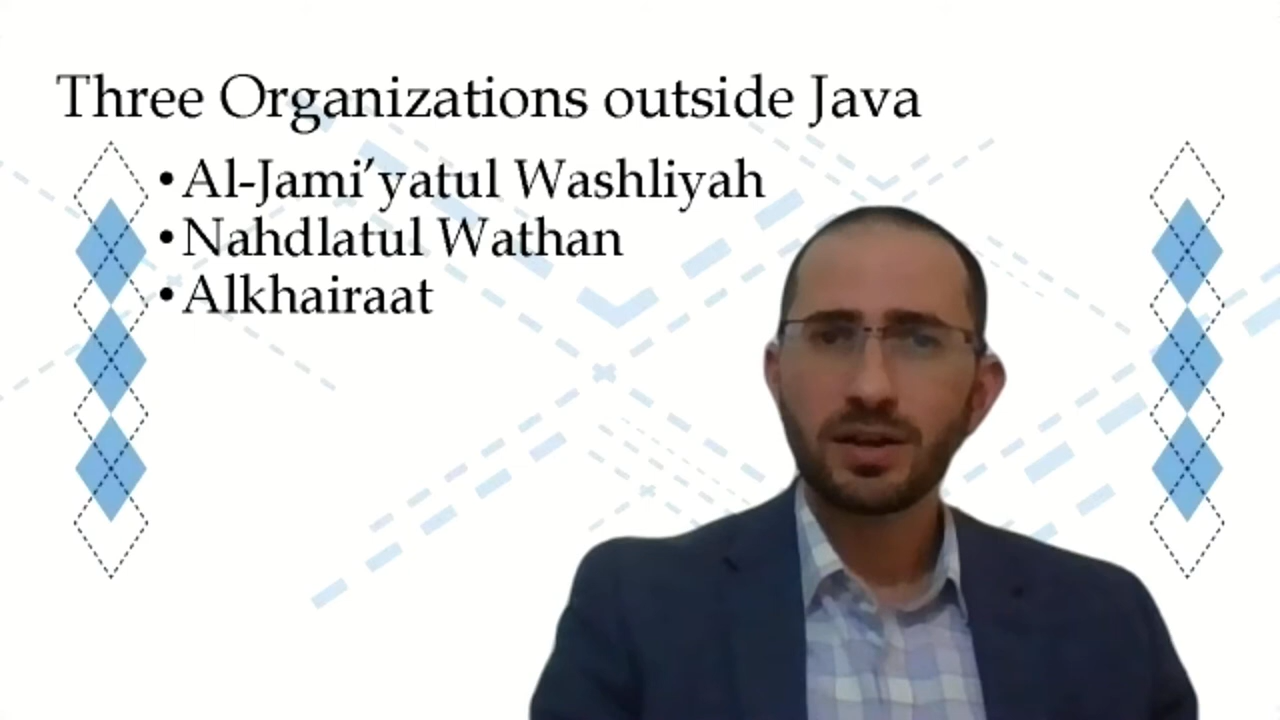 Three Organizations outside Java
•Al-Jami’yatul Washliyah
•Nahdlatul Wathan
•Alkhairaat